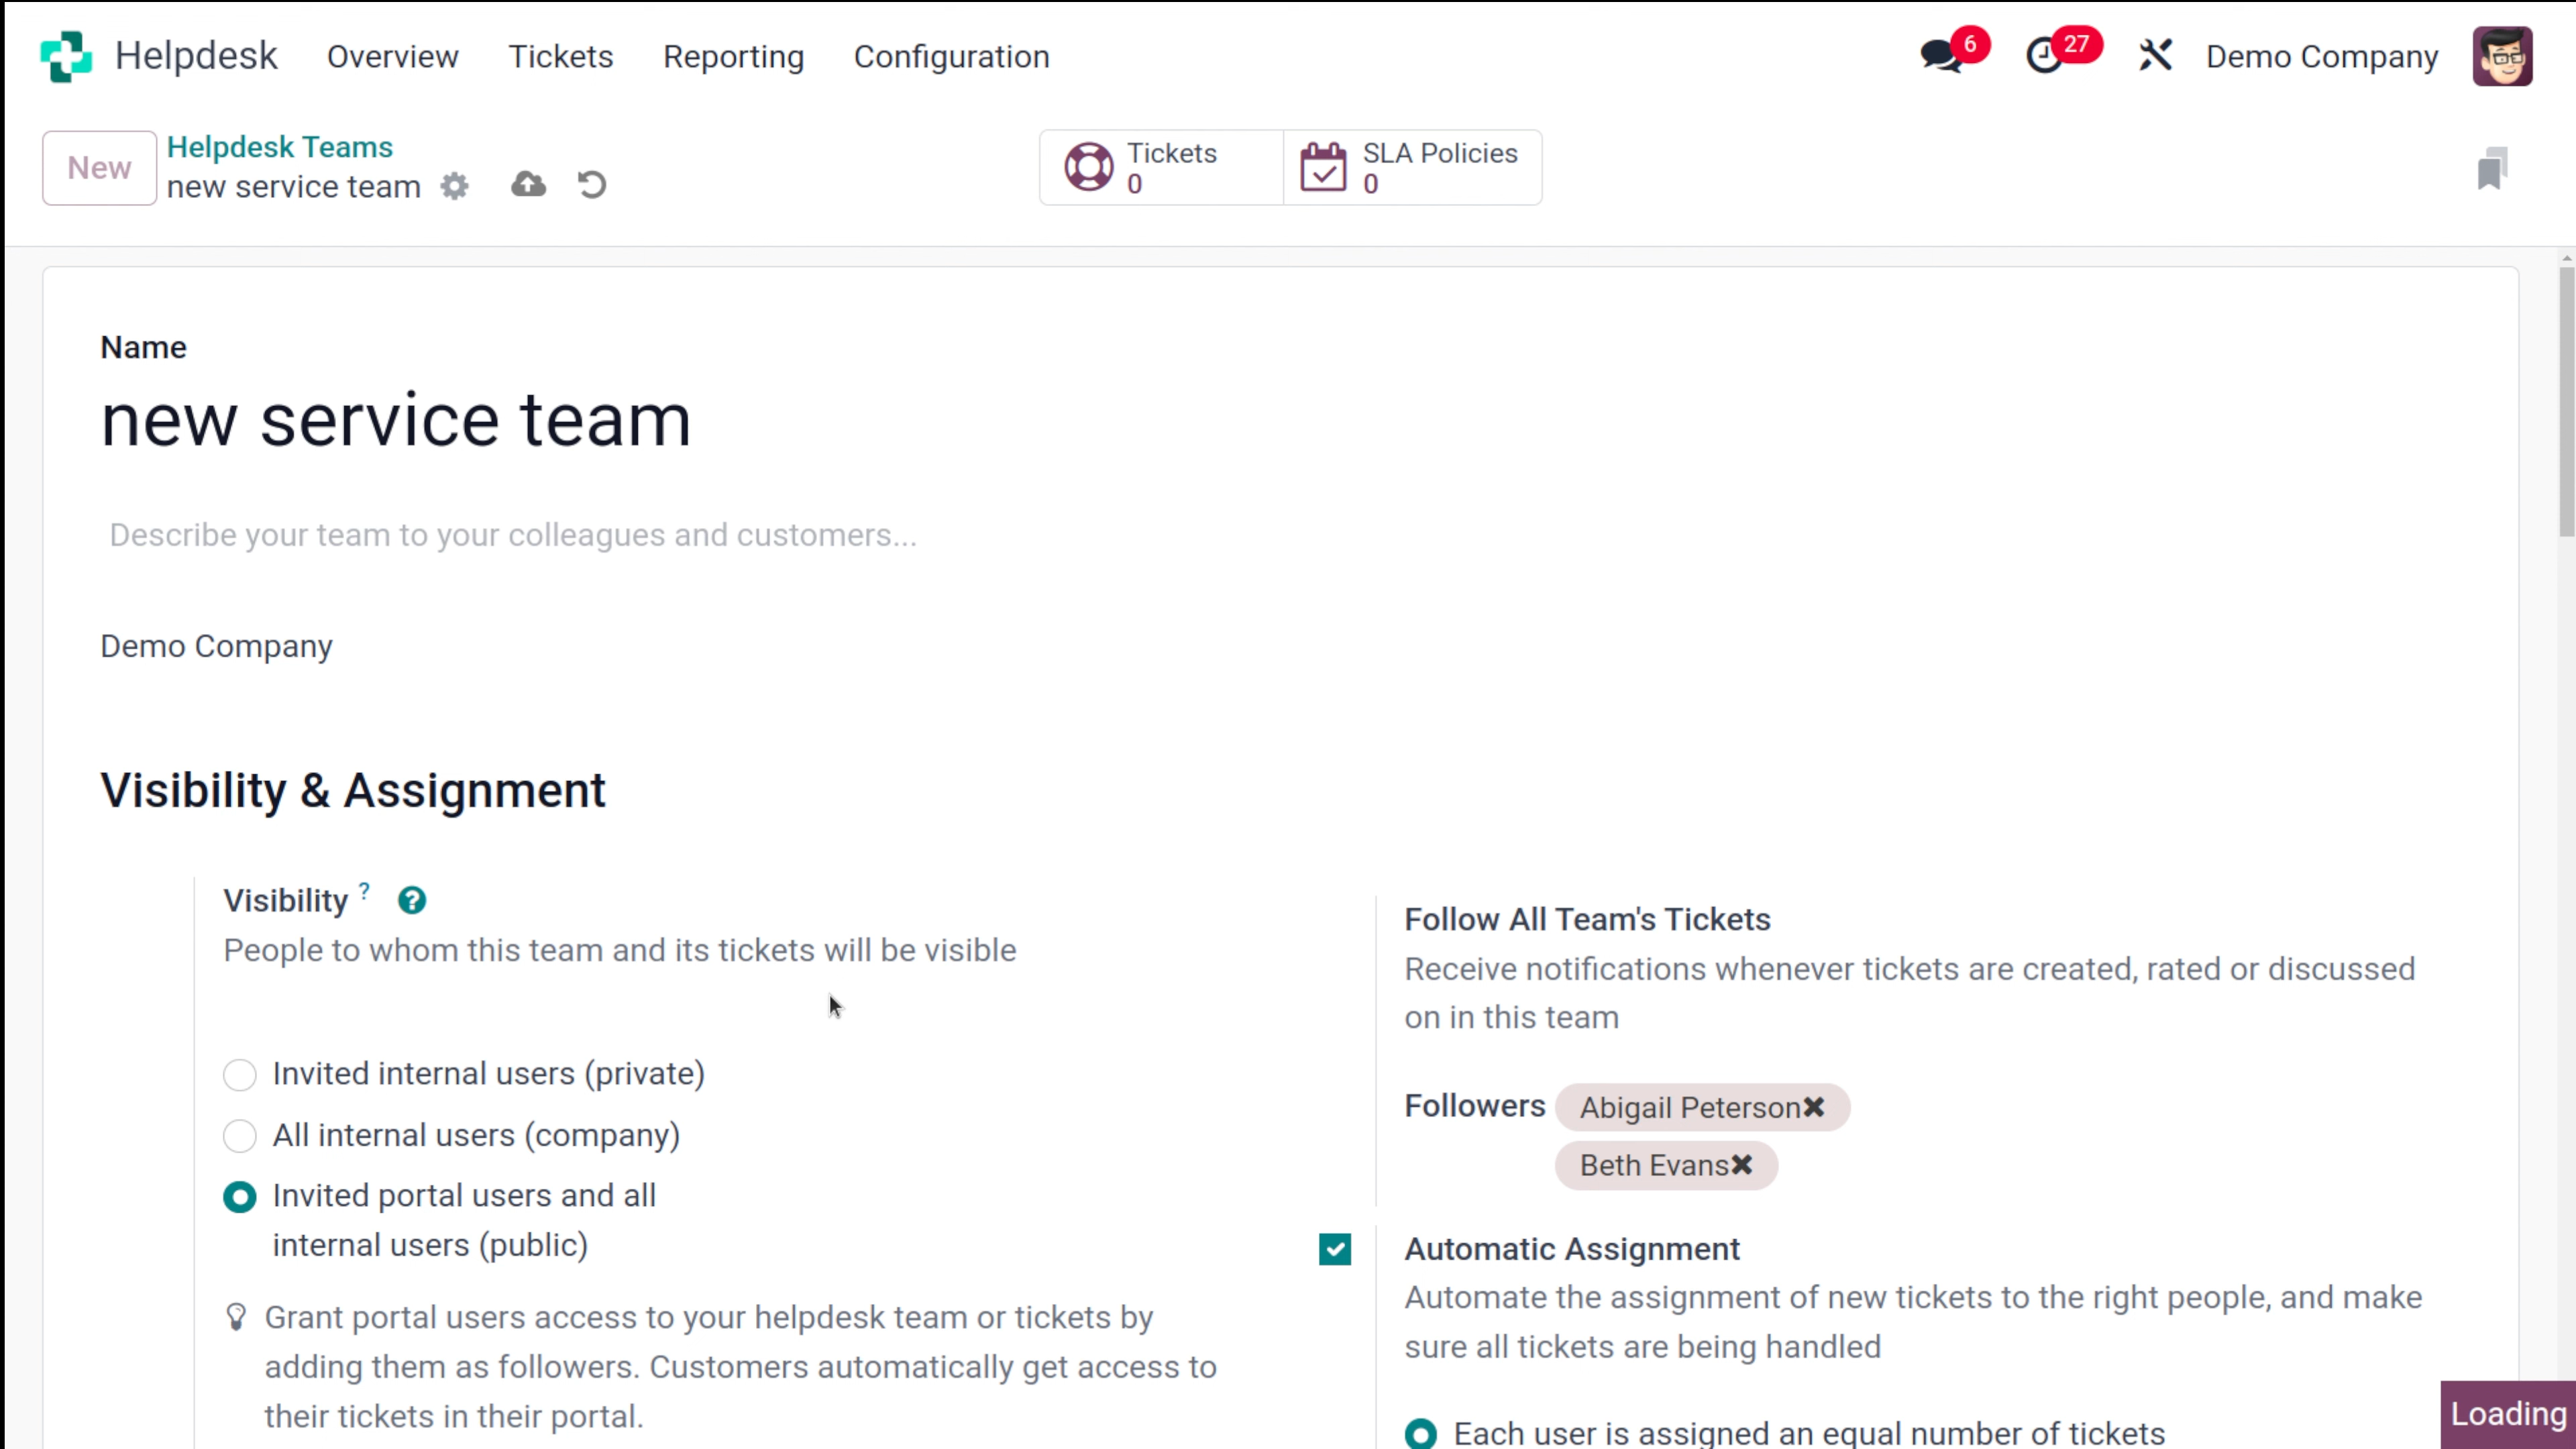 Helpdesk Overview Tickets Reporting Configuration 6 27 Demo Company
New
Helpdesk Teams
new service team
Tickets
0
SLA Policies
0
Name
new service team
Describe your team to your colleagues and customers...
Demo Company
Visibility & Assignment
Visibility ? ?
People to whom this team and its tickets will be visible
Invited internal users (private)
All internal users (company)
Invited portal users and all
internal users (public)
Grant portal users access to your helpdesk team or tickets by
adding them as followers. Customers automatically get access to
their tickets in their portal.
Follow All Team's Tickets
Receive notifications whenever tickets are created, rated or discussed
on in this team
Followers Abigail Peterson
Beth Evans
Automatic Assignment
Automate the assignment of new tickets to the right people, and make
sure all tickets are being handled
Each user is assigned an equal number of tickets
Loading